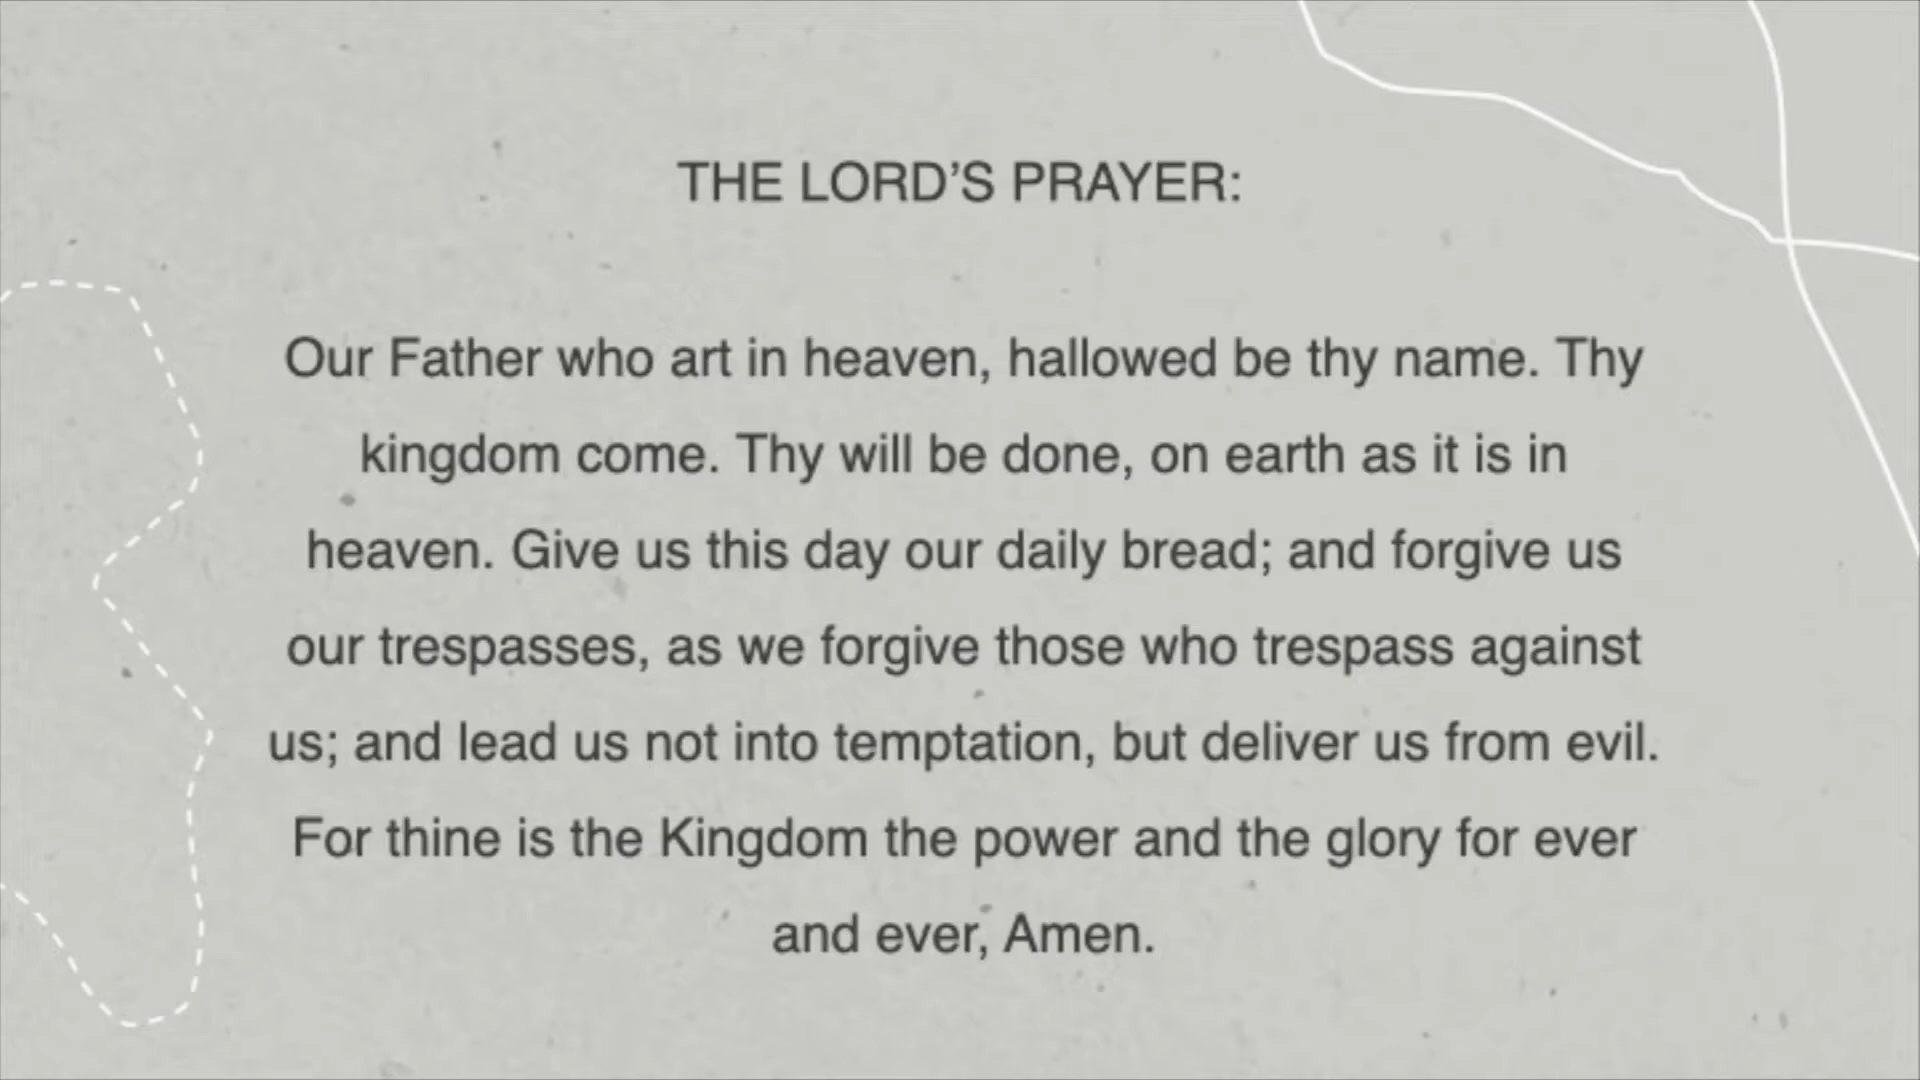 THE LORD’S PRAYER:
Our Father who art in heaven, hallowed be thy name. Thy
kingdom come. Thy will be done, on earth as it is in
heaven. Give us this day our daily bread; and forgive us
our trespasses, as we forgive those who trespass against
us; and lead us not into temptation, but deliver us from evil.
For thine is the Kingdom the power and the glory for ever
and ever, Amen.